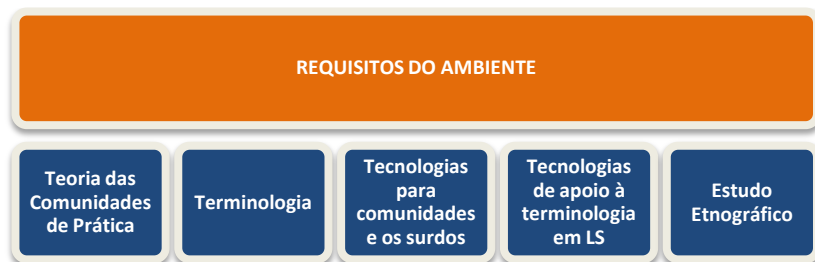 REQUISITOS DO AMBIENTE
Teoria das
Comunidades
de Prática
Terminologia
Tecnologias
para
comunidades
e os surdos
Tecnologias
de apoio à
terminologia
em LS
Estudo
Etnográfico